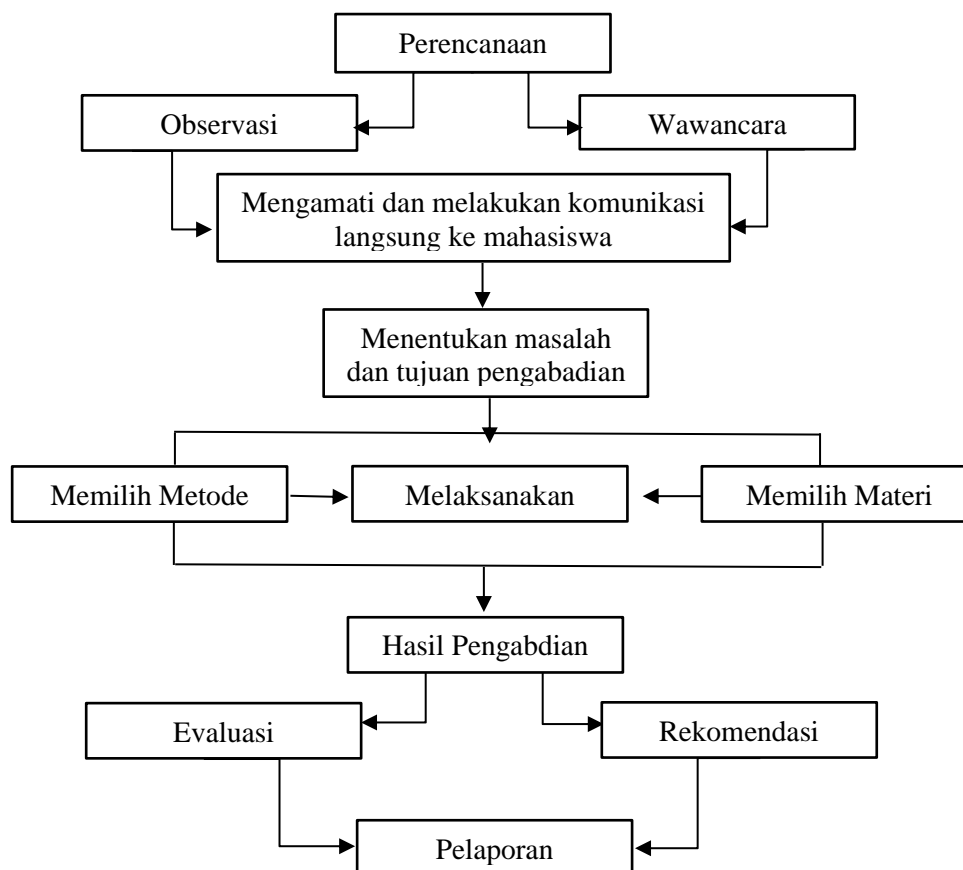 Perencanaan
Observasi
Wawancara
Mengamati dan melakukan komunikasi
langsung ke mahasiswa
Menentukan masalah
dan tujuan pengabadian
Memilih Metode
Melaksanakan
Memilih Materi
Hasil Pengabdian
Evaluasi
Rekomendasi
Pelaporan